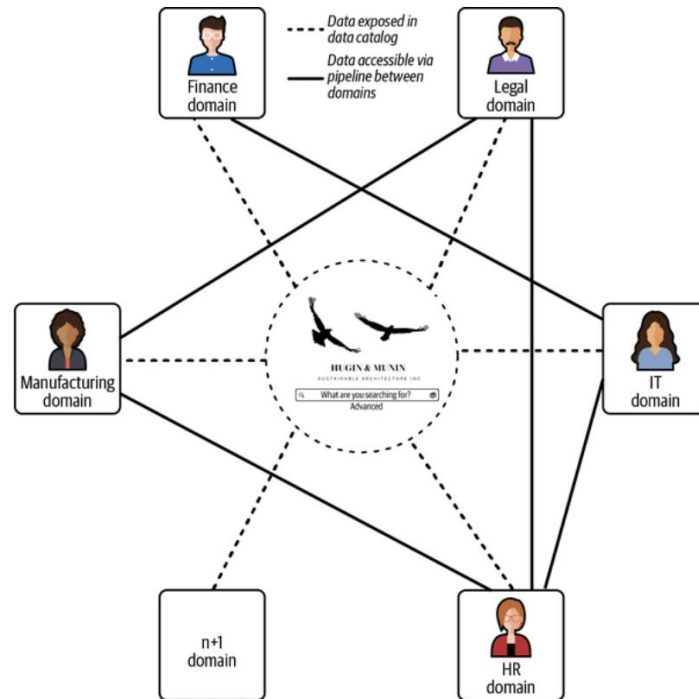 Finance
domain
Data exposed in
data catalog
Data accessible via
pipeline between
domains
Legal
domain
Manufacturing
domain
HUGIN & MUNIN
SUSTAINABLE ARCHITECTURE INC.
What are you searching for?
Advanced
IT
domain
n+1
domain
HR
domain